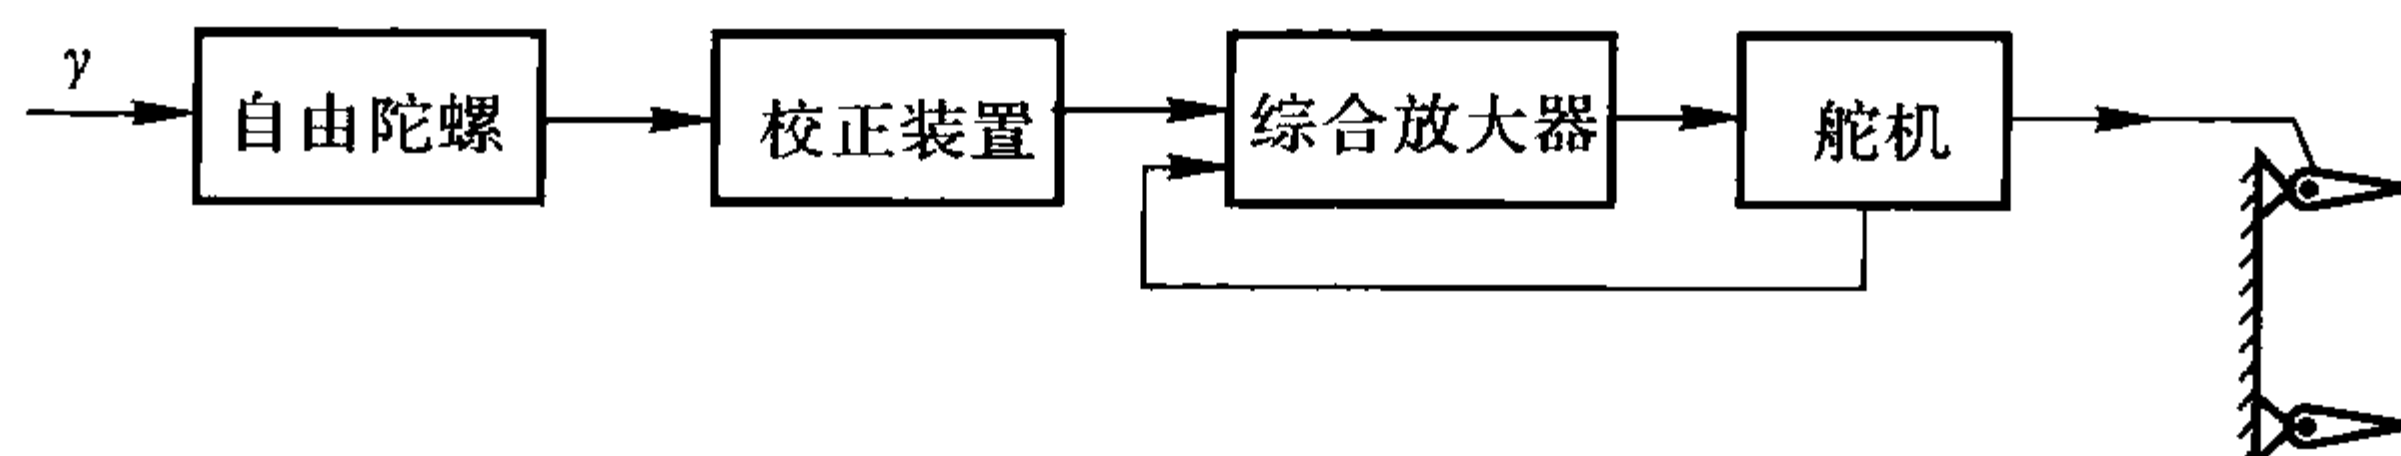 γ
自由陀螺
校正装置
综合放大器
舵机